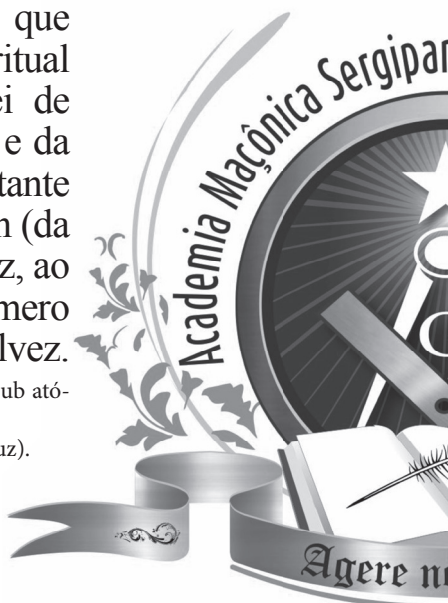 que
ritual
ei de
e da
tante
n (da
z, ao
mero
lvez.
ub ató-
uz).
Academia Maçônica Sergipan
Agere n